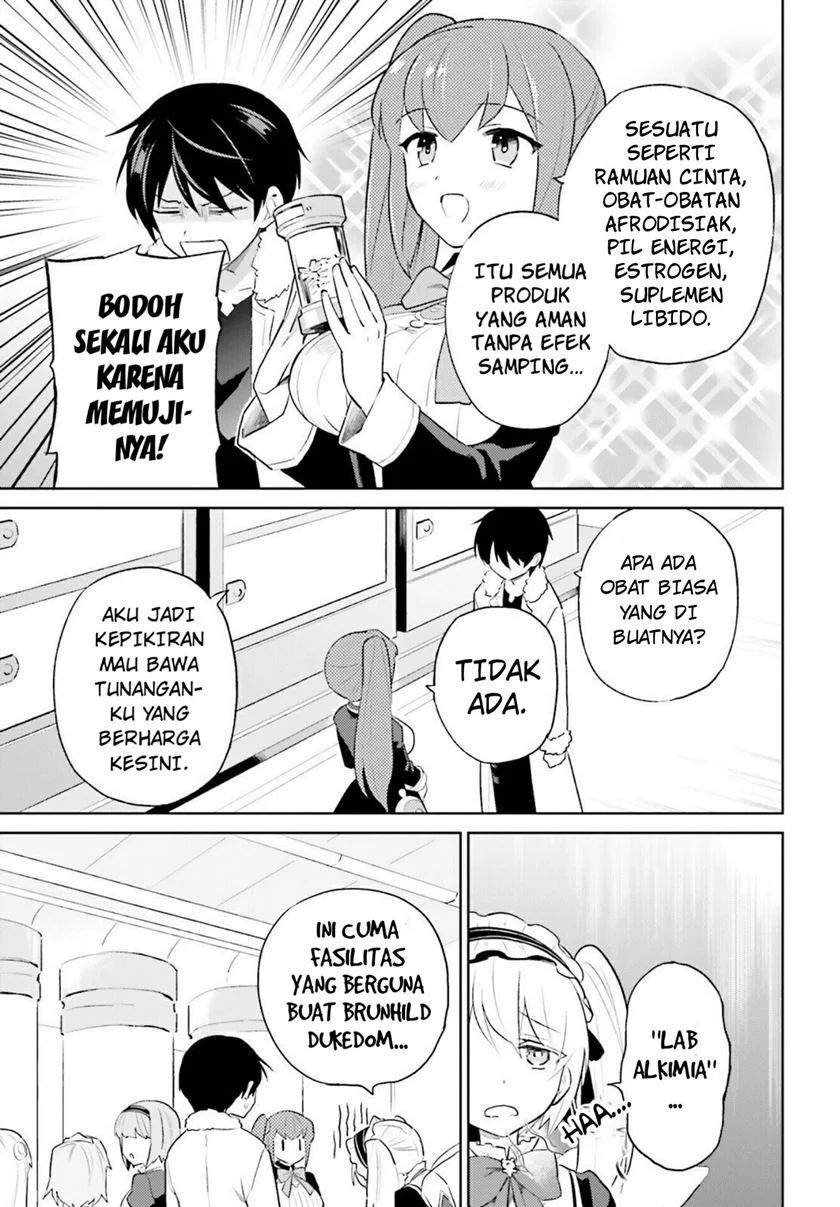 SESUATU
SEPERTI
RAMUAN CINTA,
OBAT-OBATAN
AFRODISIAK,
PIL ENERGI,
ESTROGEN,
SUPLEMEN
LIBIDO.
ITU SEMUA
PRODUK
YANG AMAN
TANPA EFEK
SAMPING...
BODOH
SEKALI AKU
KARENA
MEMUJI-
NYA!
APA ADA
OBAT BIASA
YANG DI
BUATNYA?
TIDAK
ADA.
AKU JADI
KEPIKIRAN
MAU BAWA
TUNANGAN-
KU YANG
BERHARGA
KESINI.
"LAB
ALKIMIA"
...
HAA....
INI CUMA
FASILITAS
YANG BERGUNA
BUAT BRUNHILD
DUKEDOM...